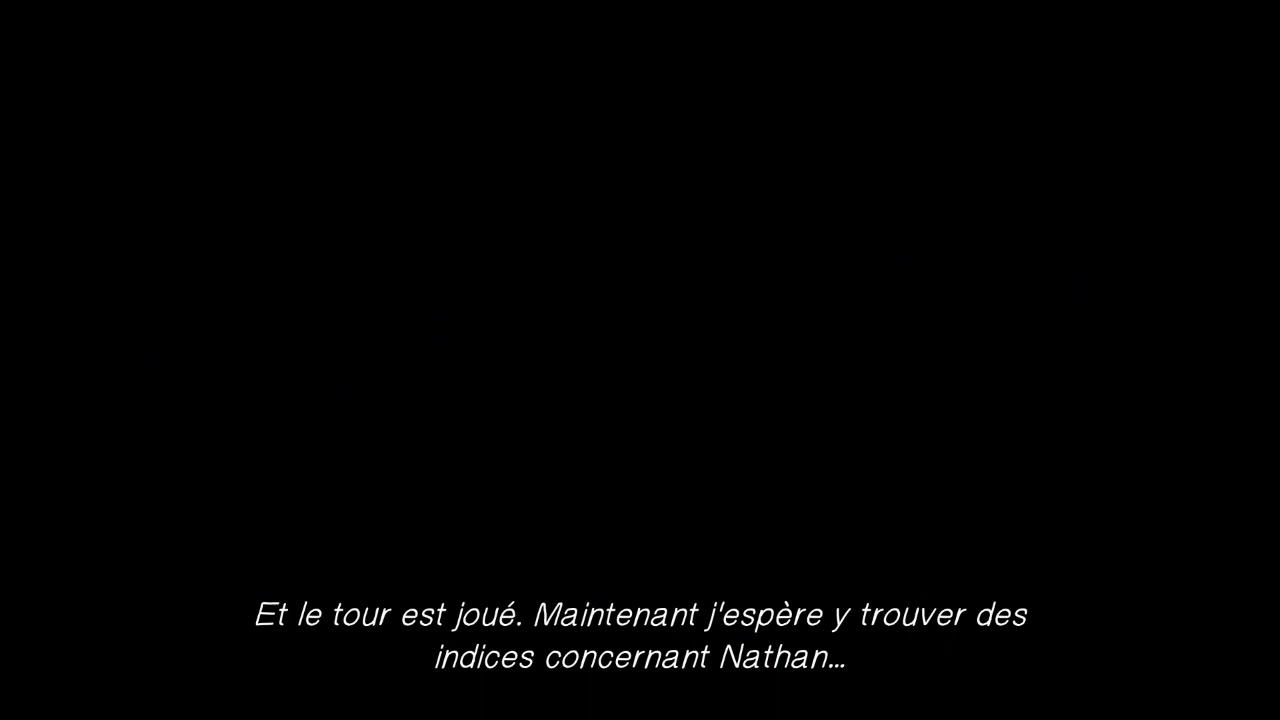 Et le tour est joué. Maintenant j'espère y trouver des
indices concernant Nathan...